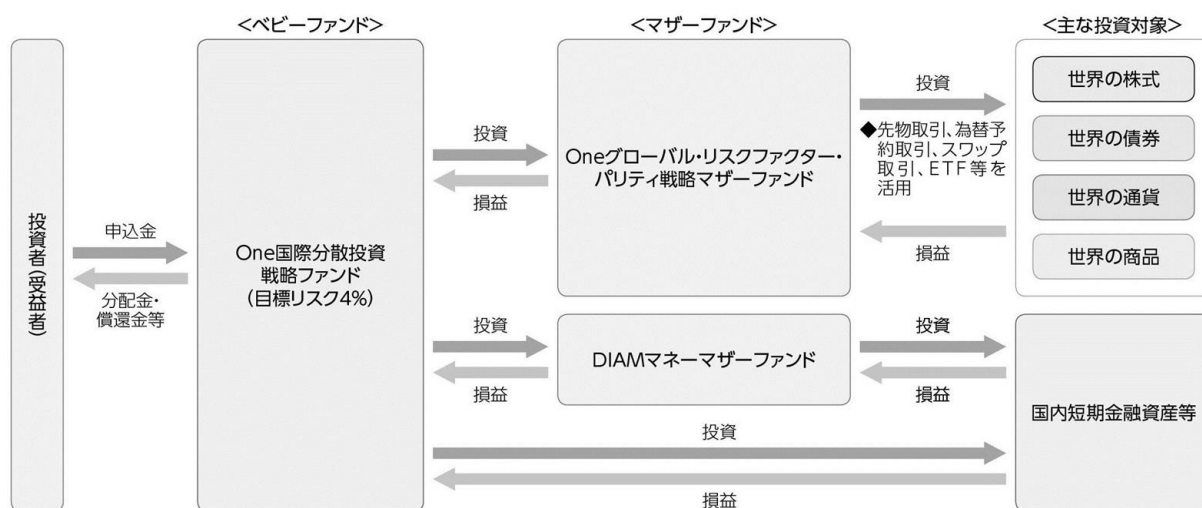 <ベビーファンド>
<マザーファンド>
<主な投資対象>
投資者(受益者)
申込金
分配金・
償還金等
One国際分散投資
戦略ファンド
(目標リスク4%)
投資
損益
Oneグローバル・リスクファクター・
パリティ戦略マザーファンド
投資
◆先物取引、為替予
約取引、スワップ
取引、ETF等を
活用
損益
世界の株式
世界の債券
世界の通貨
世界の商品
投資
損益
DIAMマネーマザーファンド
投資
損益
国内短期金融資産等
投資
損益